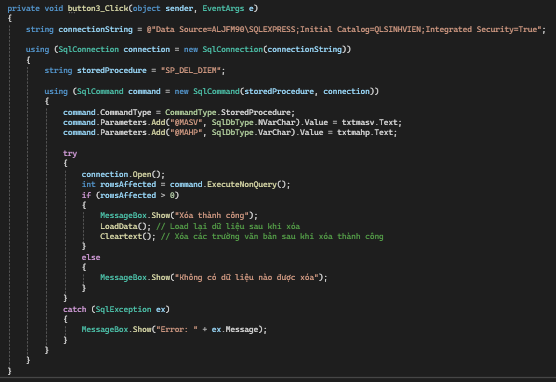 private void button3_Click(object sender, EventArgs e)
{
string connectionString = @"Data Source=ALJFM90\SQLEXPRESS;Initial Catalog=QLSINHVIEN;Integrated Security=True";
using (SqlConnection connection = new SqlConnection(connectionString))
{
string storedProcedure = "SP_DEL_DIEM";
using (SqlCommand command = new SqlCommand(storedProcedure, connection))
{
command.CommandType = CommandType.StoredProcedure;
command.Parameters.Add("@MASV", SqlDbType.NVarChar).Value = txtmasv.Text;
command.Parameters.Add("@MAHP", SqlDbType.VarChar).Value = txtmahp.Text;
try
{
connection.Open();
int rowsAffected = command.ExecuteNonQuery();
if (rowsAffected > 0)
{
MessageBox.Show("Xóa thành công");
LoadData(); // Load lại dữ liệu sau khi xóa
Cleartext(); // Xóa các trường văn bản sau khi xóa thành công
}
else
{
MessageBox.Show("Không có dữ liệu nào được xóa");
}
}
catch (SqlException ex)
{
MessageBox.Show("Error: " + ex.Message);
}
}
}
}